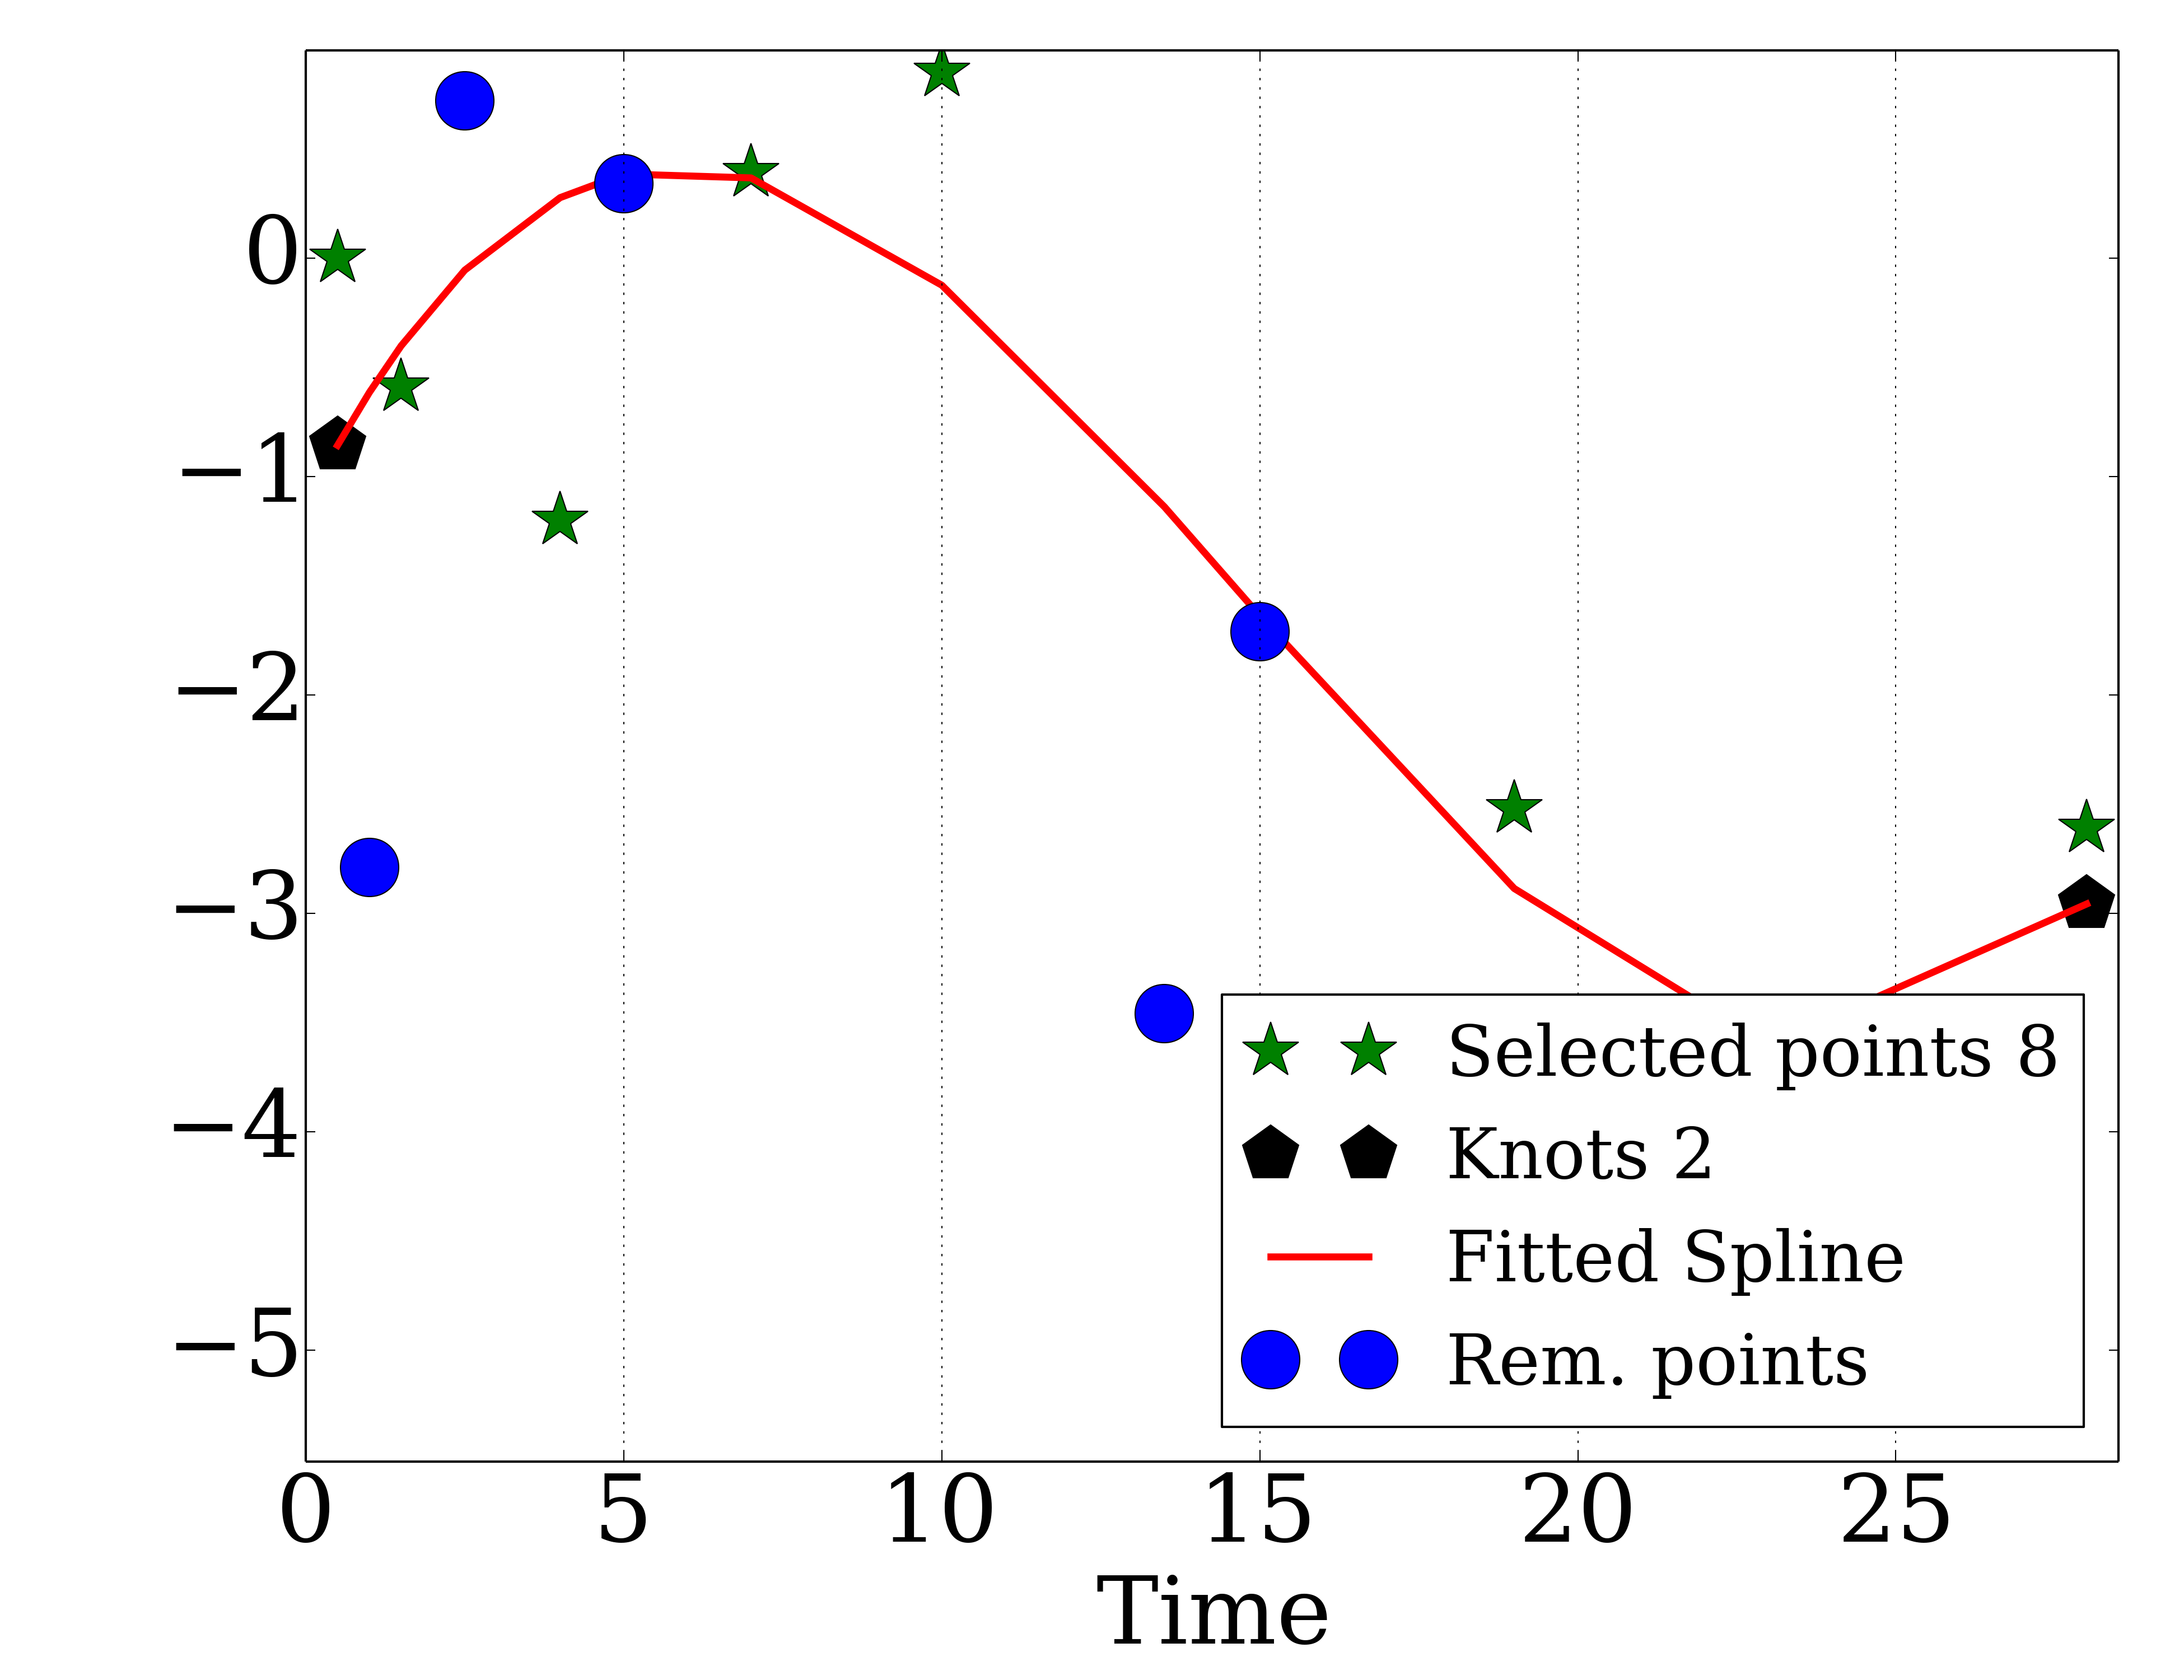 0
−1
−2
−3
−4
−5
Selected points 8
Knots 2
Fitted Spline
Rem. points
0 5 10 15 20 25
Time